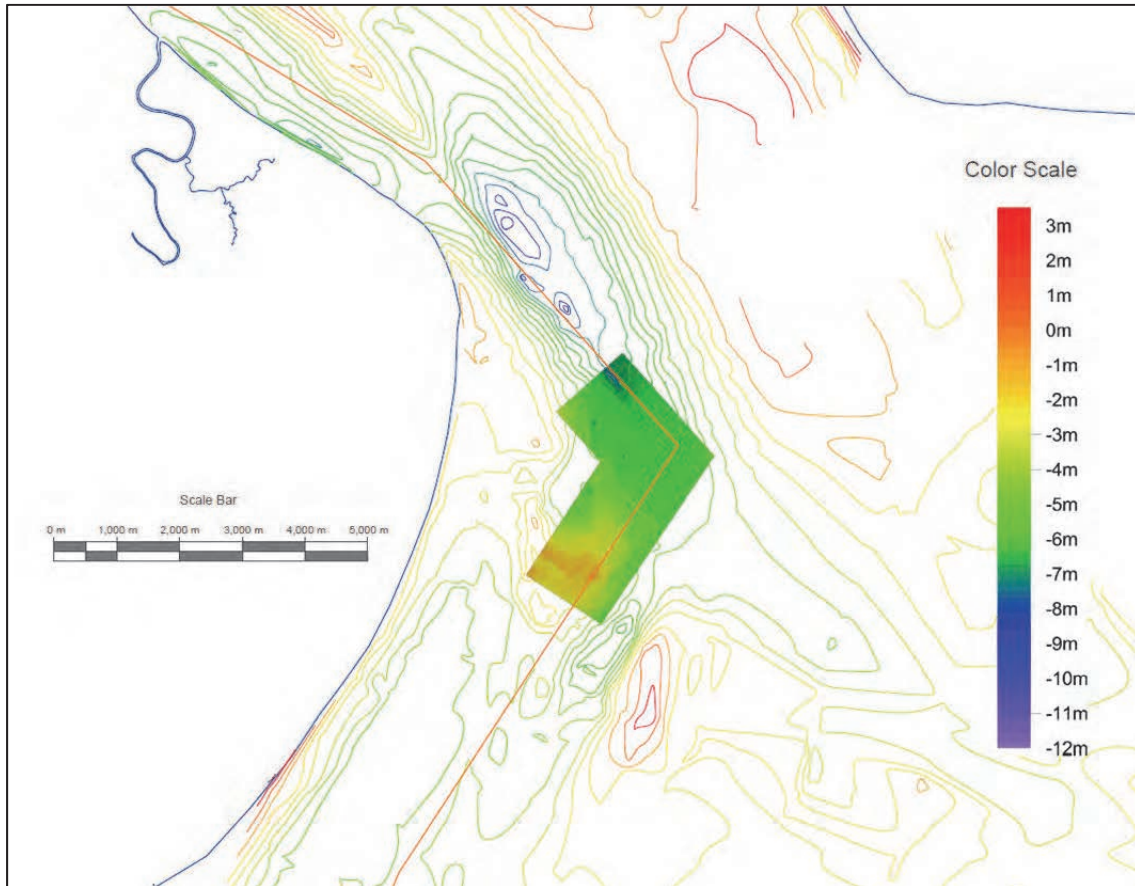 Color Scale
3m
2m
1m
0m
-1m
-2m
-3m
-4m
-5m
-6m
-7m
-8m
-9m
-10m
-11m
-12m
Scale Bar
0 m 1,000 m 2,000 m 3,000 m 4,000 m 5,000 m